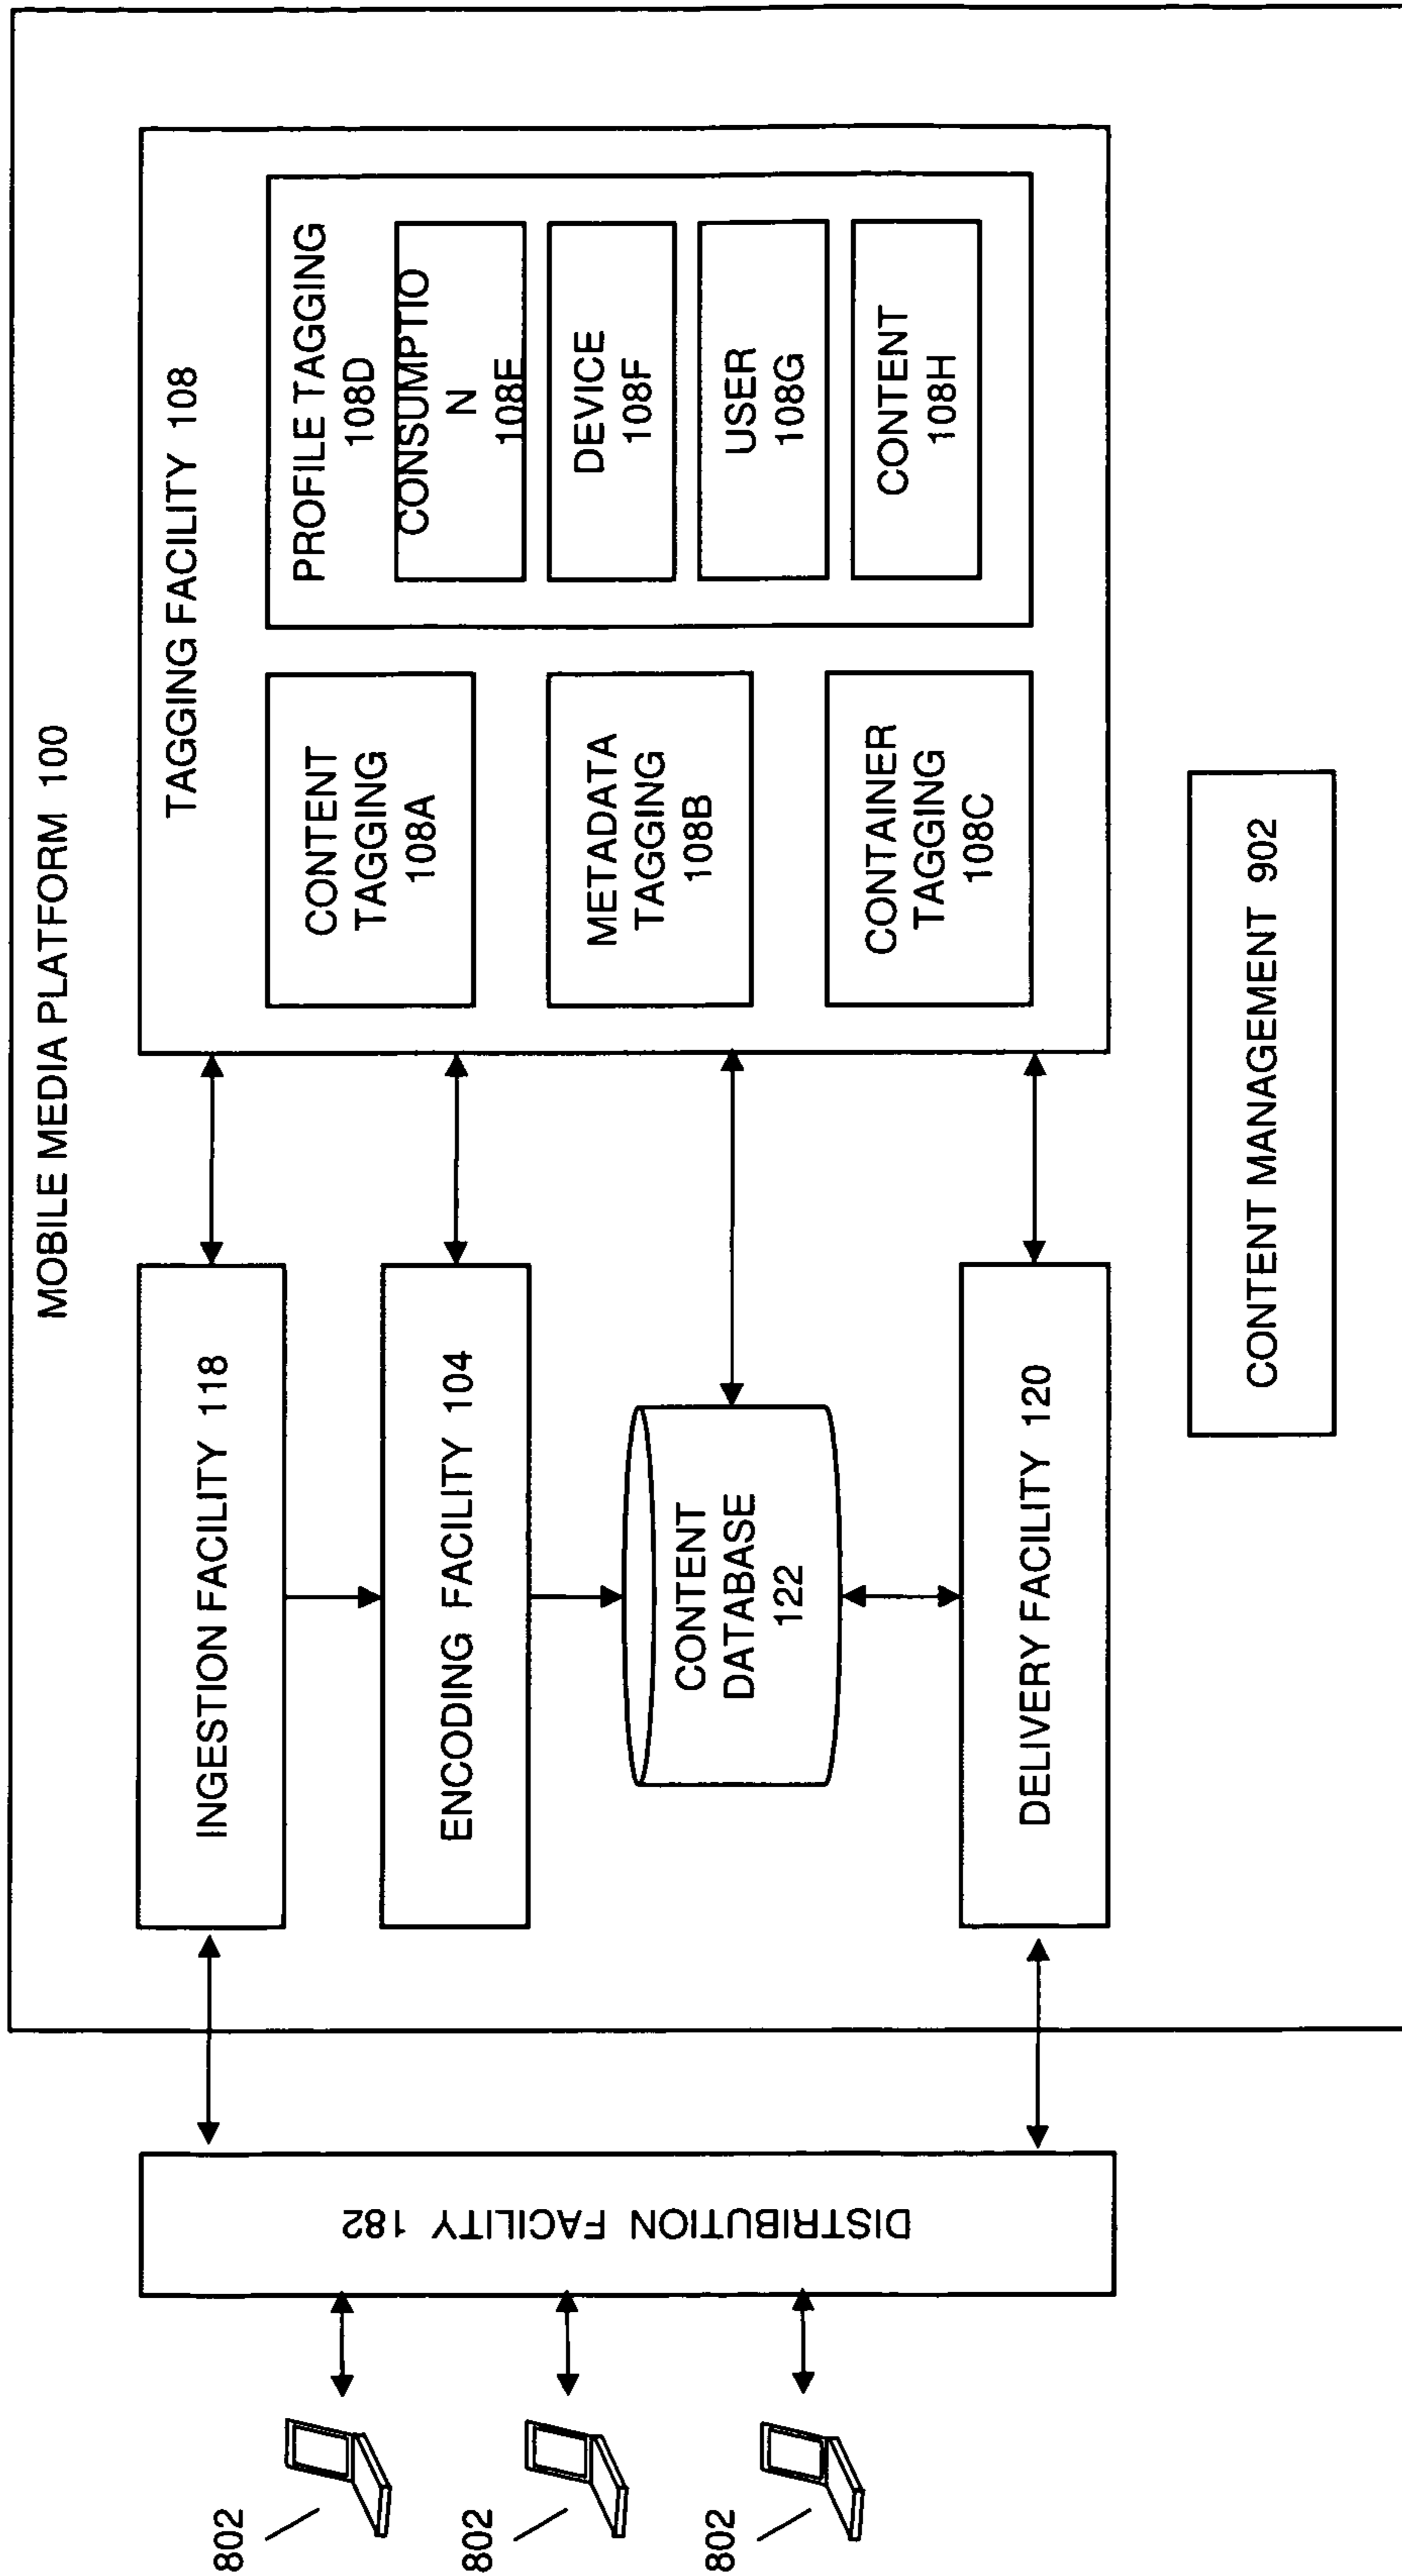 MOBILE MEDIA PLATFORM 100
TAGGING FACILITY 108
PROFILE TAGGING
108D
CONSUMPTIO
N
108E
DEVICE
108F
USER
108G
CONTENT
108H
CONTENT
TAGGING
108A
METADATA
TAGGING
108B
CONTAINER
TAGGING
108C
INGESTION FACILITY 118
ENCODING FACILITY 104
CONTENT
DATABASE
122
DELIVERY FACILITY 120
CONTENT MANAGEMENT 902
DISTRIBUTION FACILITY 182
802
802
802